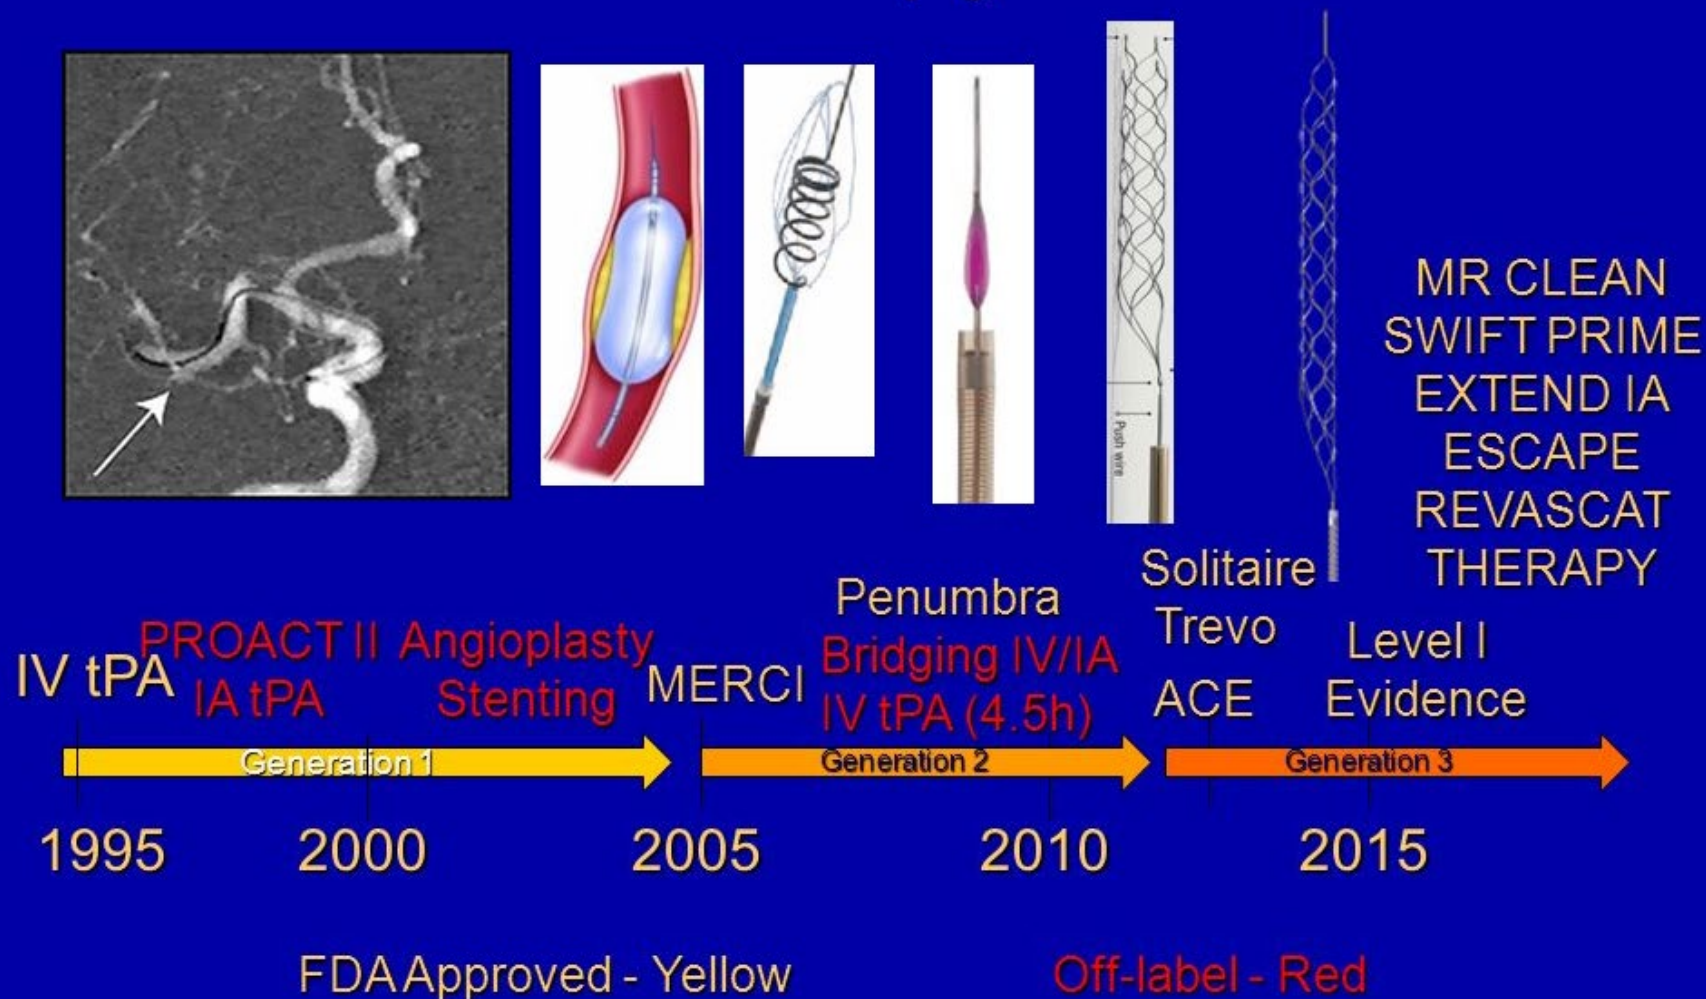 Push wire
MR CLEAN
SWIFT PRIME
EXTEND IA
ESCAPE
REVASCAT
THERAPY
IV tPA
PROACT II
IA tPA
Angioplasty
Stenting
MERCI
Penumbra
Bridging IV/IA
IV tPA (4.5h)
Solitaire
Trevo
ACE
Level I
Evidence
Generation 1
Generation 2
Generation 3
1995
2000
2005
2010
2015
FDA Approved - Yellow
Off-label - Red